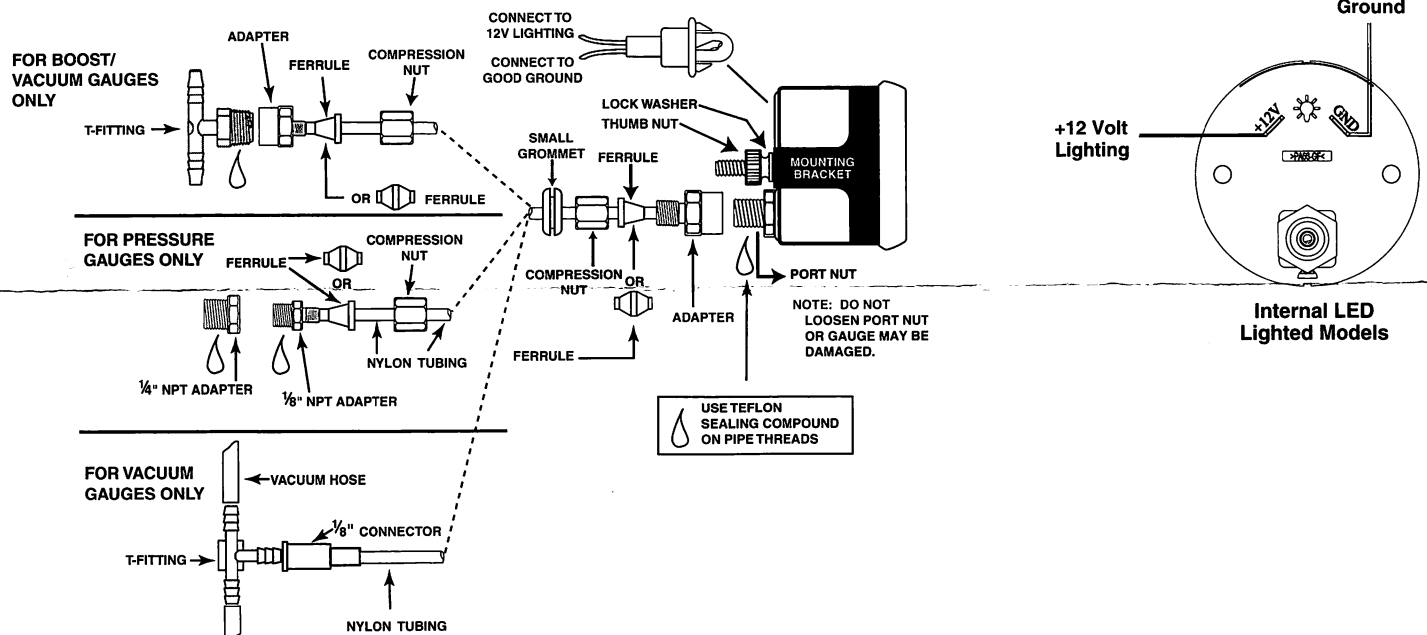 FOR BOOST/
VACUUM GAUGES
ONLY
ADAPTER
FERRULE
COMPRESSION
NUT
T-FITTING
OR
FERRULE
CONNECT TO
12V LIGHTING
CONNECT TO
GOOD GROUND
LOCK WASHER
THUMB NUT
SMALL
GROMMET
FERRULE
MOUNTING
BRACKET
FOR PRESSURE
GAUGES ONLY
FERRULE
OR
COMPRESSION
NUT
COMPRESSION
NUT
OR
FERRULE
ADAPTER
PORT NUT
NOTE: DO NOT
LOOSEN PORT NUT
OR GAUGE MAY BE
DAMAGED.
NYLON TUBING
¼" NPT ADAPTER
⅛" NPT ADAPTER
USE TEFLON
SEALING COMPOUND
ON PIPE THREADS
FOR VACUUM
GAUGES ONLY
VACUUM HOSE
⅛" CONNECTOR
T-FITTING
NYLON TUBING
Ground
+12 Volt
Lighting
+12V
GND
>PA66-GF<
Internal LED
Lighted Models